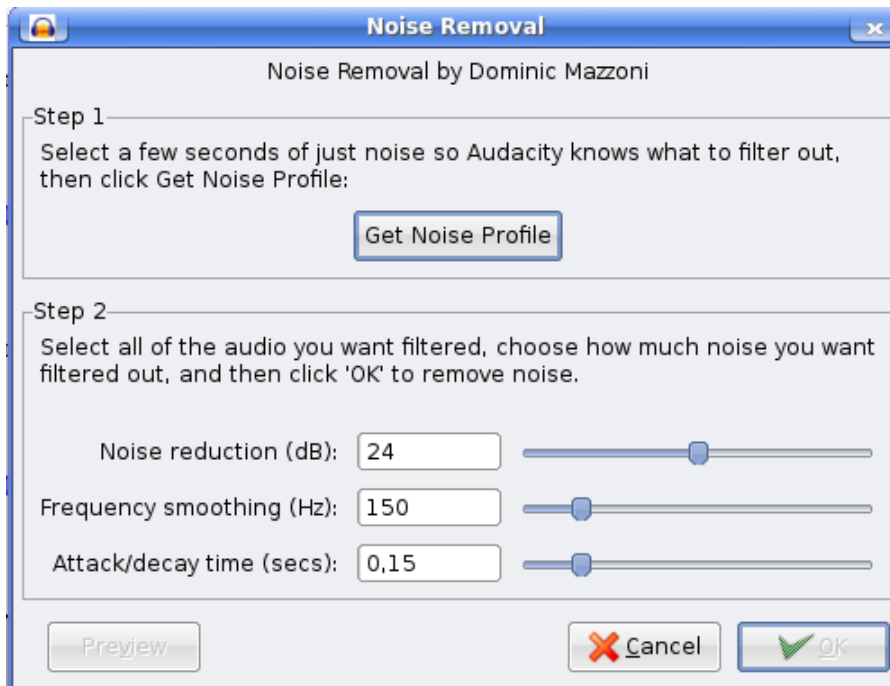 Noise Removal
Noise Removal by Dominic Mazzoni
Step 1
Select a few seconds of just noise so Audacity knows what to filter out,
then click Get Noise Profile:
Get Noise Profile
Step 2
Select all of the audio you want filtered, choose how much noise you want
filtered out, and then click 'OK' to remove noise.
Noise reduction (dB): 24
Frequency smoothing (Hz): 150
Attack/decay time (secs): 0,15
Preview Cancel OK